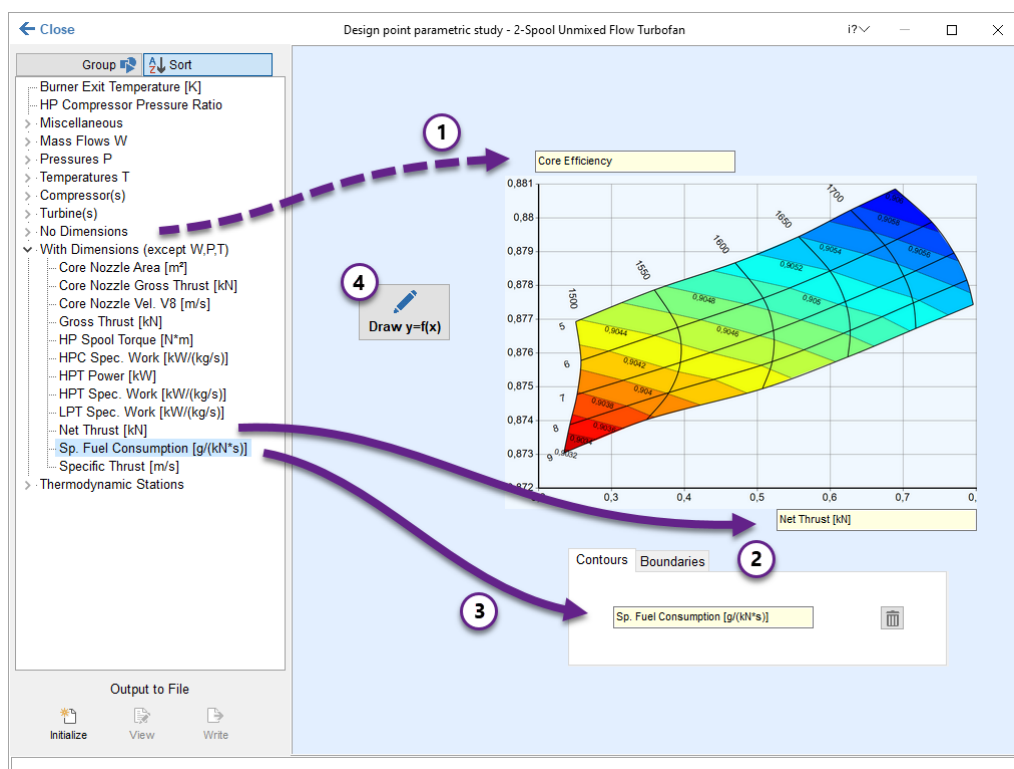 Close
Design point parametric study - 2-Spool Unmixed Flow Turbofan
i?
Group
A Z Sort
Burner Exit Temperature [K]
HP Compressor Pressure Ratio
Miscellaneous
Mass Flows W
Pressures P
Temperatures T
Compressor(s)
Turbine(s)
No Dimensions
With Dimensions (except W,P,T)
Core Nozzle Area [m²]
Core Nozzle Gross Thrust [kN]
Core Nozzle Vel. V8 [m/s]
Gross Thrust [kN]
HP Spool Torque [N*m]
HPC Spec. Work [kW/(kg/s)]
HPT Power [kW]
HPT Spec. Work [kW/(kg/s)]
LPT Spec. Work [kW/(kg/s)]
Net Thrust [kN]
Sp. Fuel Consumption [g/(kN*s)]
Specific Thrust [m/s]
Thermodynamic Stations
Output to File
Initialize
View
Write
1
4
Draw y=f(x)
Core Efficiency
0,881
0,88
0,879
0,878
0,877
0,876
0,875
0,874
0,873
0,872
0,3
0,4
0,5
0,6
0,7
0,
1500
1550
1600
1650
1700
5
6
7
8
9
0,9056
0,9054
0,9052
0,905
0,9048
0,9046
0,9044
0,9042
0,904
0,9038
0,9036
0,9034
0,9032
Net Thrust [kN]
2
Contours
Boundaries
3
Sp. Fuel Consumption [g/(kN*s)]